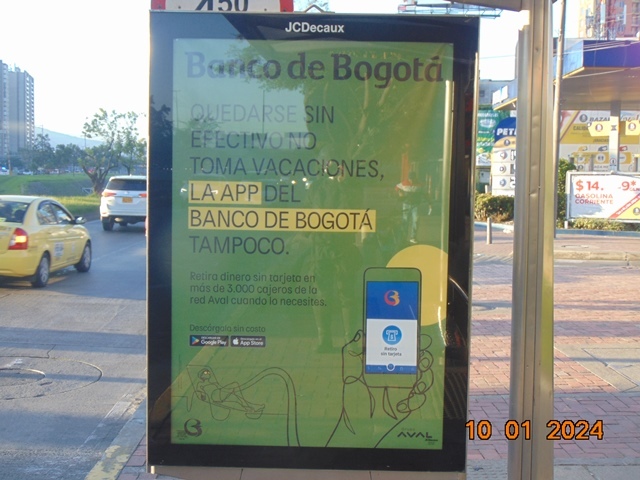 450
JCDecaux
Banco de Bogotá
QUEDARSE SIN
EFECTIVO NO
TOMA VACACIONES,
LA APP DEL
BANCO DE BOGOTÁ
TAMPOCO.
Retira dinero sin tarjeta en
más de 3.000 cajeros de la
red Aval cuando lo necesites.
Descárgala sin costo
Google Play
App Store
Retiro
sin tarjeta
AVAL
$ 14.
GASOLINA
CORRIENTE
10 01 2024